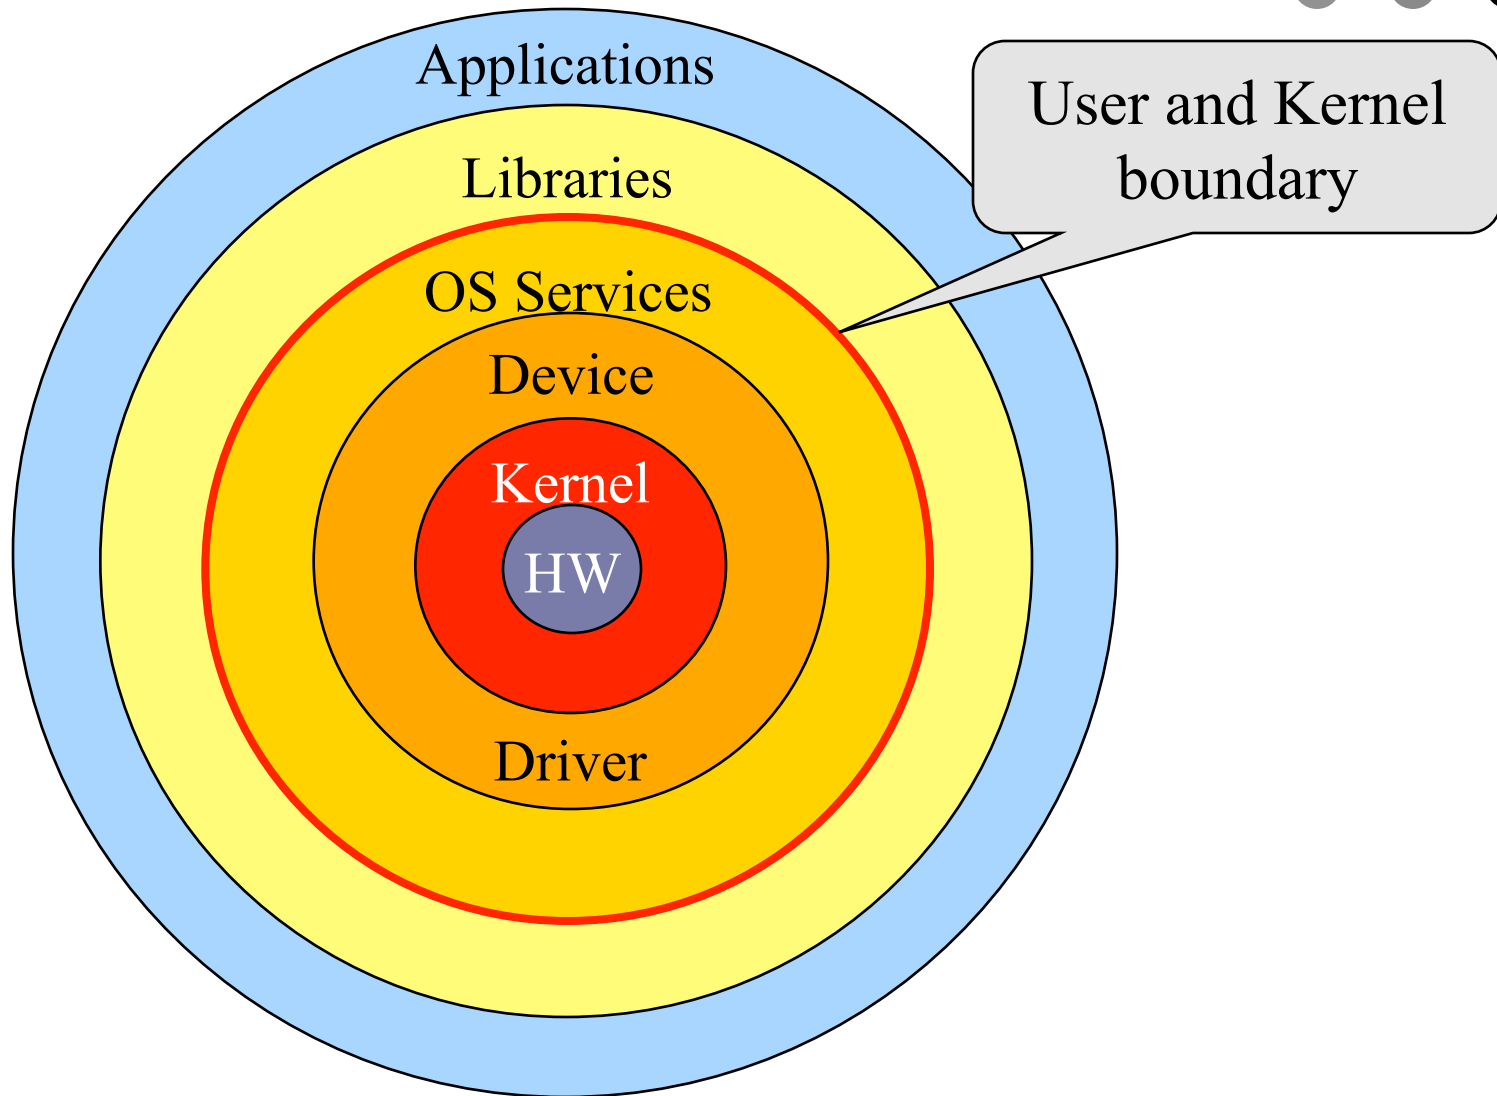 Applications
User and Kernel
boundary
Libraries
OS Services
Device
Kernel
HW
Driver